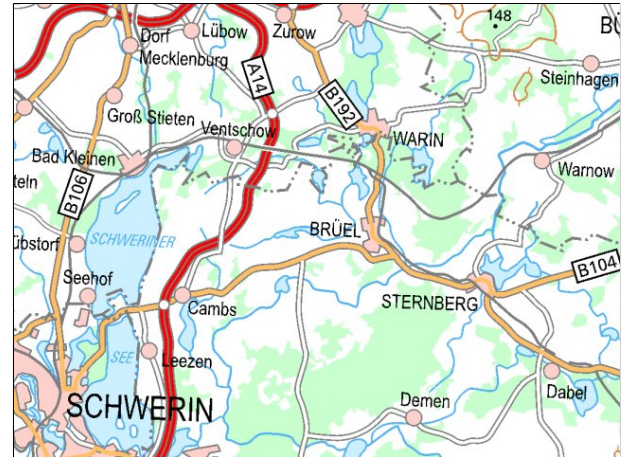 Dorf
Mecklenburg
Lübow
Zurow
148
BÜ
Steinhagen
A14
B192
Groß Stieten
Ventschow
WARIN
Bad Kleinen
Warnow
teln
B106
BRÜEL
übstorf
SCHWERINER
B104
Seehof
STERNBERG
Cambs
SEE
Leezen
Dabel
SCHWERIN
Demen